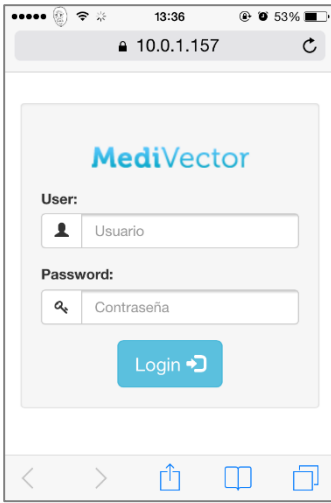 13:36
53%
10.0.1.157
MediVector
User:
Usuario
Password:
Contraseña
Login